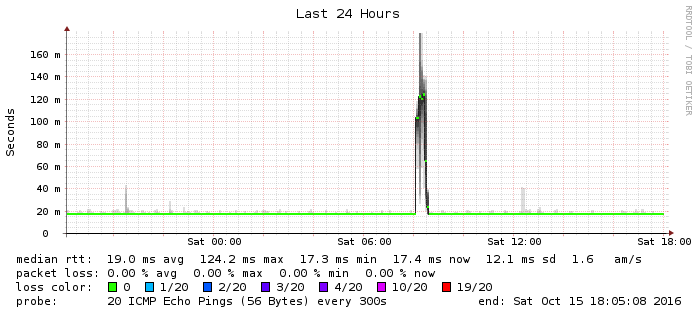 Last 24 Hours
RRDTOOL / TOBI OETIKER
Seconds
160 m
140 m
120 m
100 m
80 m
60 m
40 m
20 m
0
Sat 00:00 Sat 06:00 Sat 12:00 Sat 18:00
median rtt: 19.0 ms avg 124.2 ms max 17.3 ms min 17.4 ms now 12.1 ms sd 1.6 am/s
packet loss: 0.00 % avg 0.00 % max 0.00 % min 0.00 % now
loss color: 0 1/20 2/20 3/20 4/20 10/20 19/20
probe: 20 ICMP Echo Pings (56 Bytes) every 300s end: Sat Oct 15 18:05:08 2016